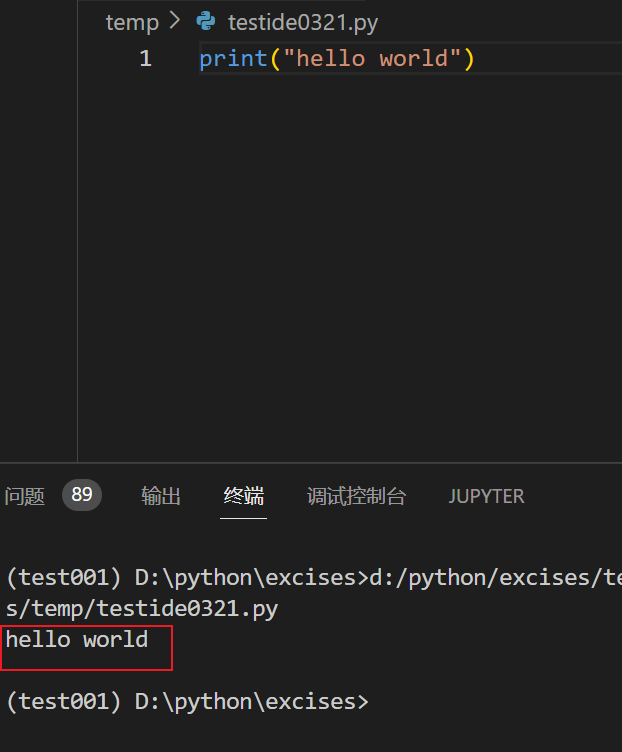 temp > testide0321.py
1 print("hello world")
问题 89 输出 终端 调试控制台 JUPYTER
(test001) D:\python\excises>d:/python/excises/te
s/temp/testide0321.py
hello world
(test001) D:\python\excises>